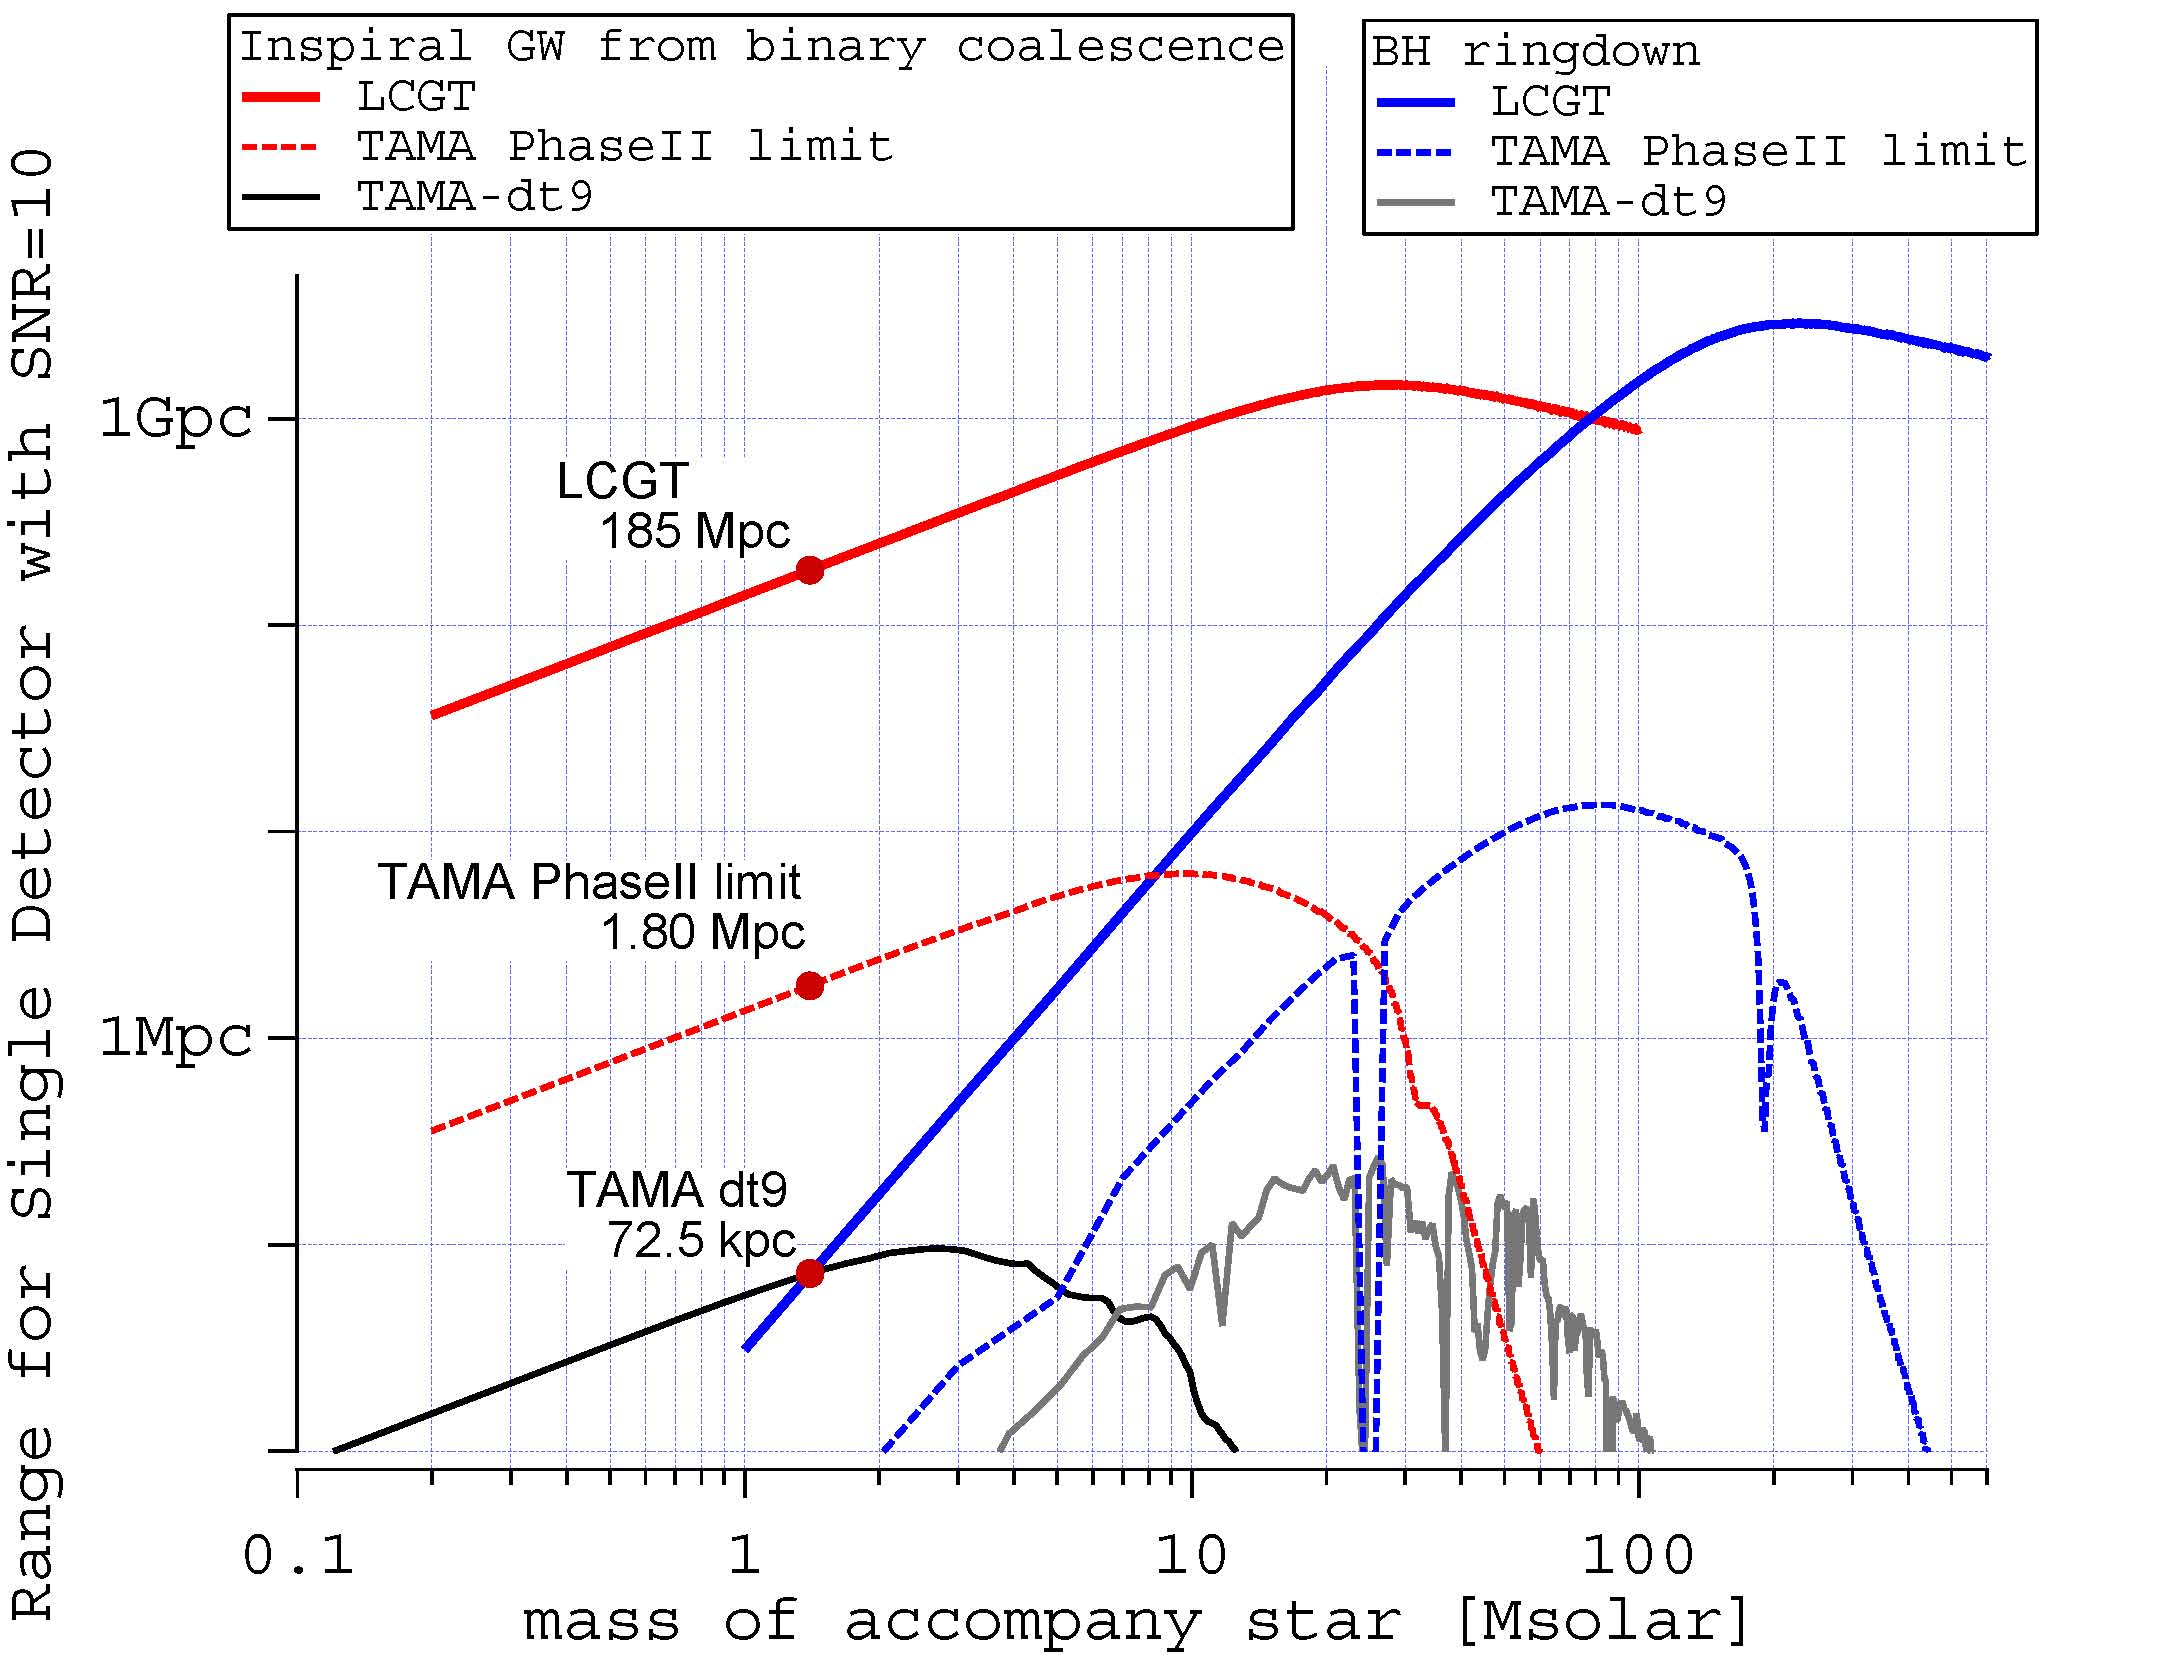 Inspiral GW from binary coalescence
LCGT
TAMA PhaseII limit
TAMA-dt9
BH ringdown
LCGT
TAMA PhaseII limit
TAMA-dt9
Range for Single Detector with SNR=10
1Gpc
1Mpc
LCGT
185 Mpc
TAMA PhaseII limit
1.80 Mpc
TAMA dt9
72.5 kpc
0.1
1
10
100
mass of accompany star [Msolar]